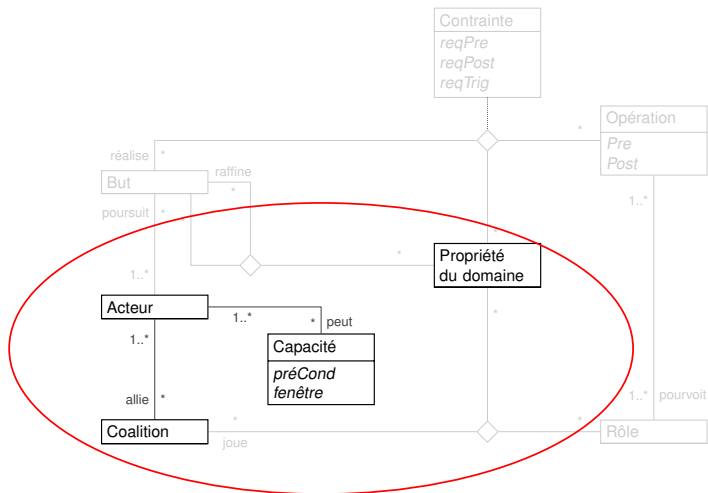 Contrainte
reqPre
reqPost
reqTrig
*
*
Opération
Pre
Post
réalise
*
raffine
*
But
poursuit
*
1..*
*
*
*
Propriété
du domaine
*
1..*
Acteur
1..*
*
peut
1..*
Capacité
préCond
fenêtre
allie
*
1..*
pourvoit
Coalition
*
joue
*
Rôle